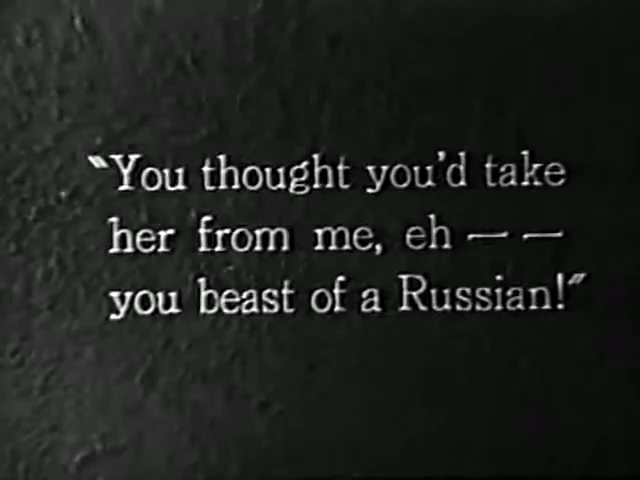 "You thought you'd take
her from me, eh — —
you beast of a Russian!"